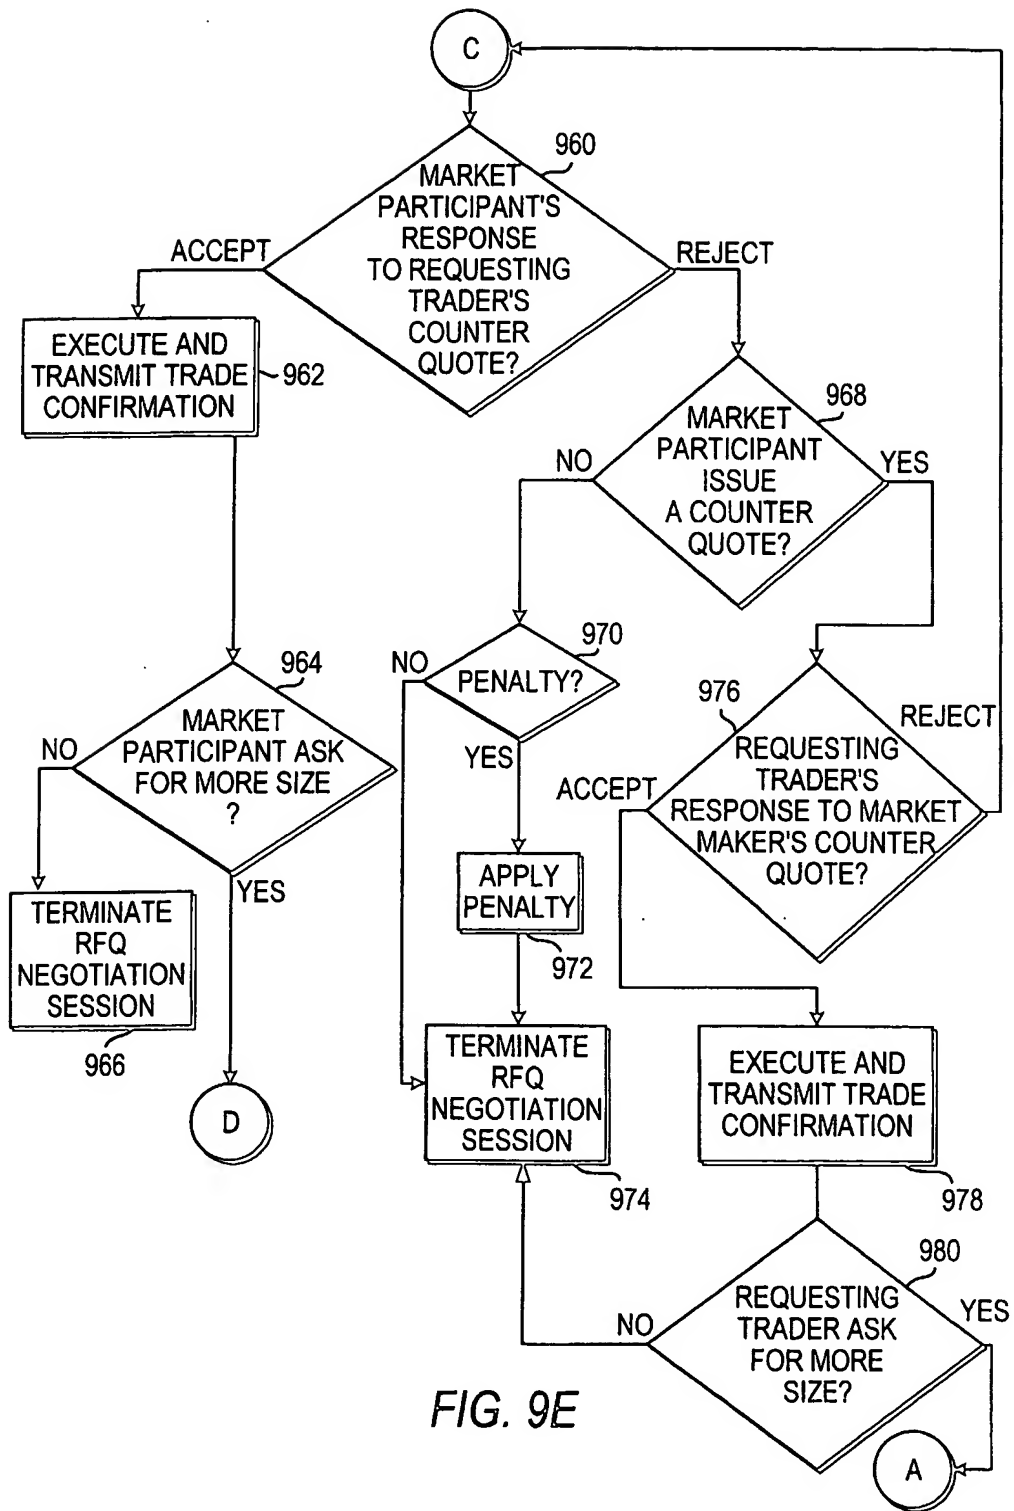 C
960
MARKET
PARTICIPANT'S
RESPONSE
TO REQUESTING
TRADER'S
COUNTER
QUOTE?
ACCEPT
REJECT
EXECUTE AND
TRANSMIT TRADE
CONFIRMATION
962
968
MARKET
PARTICIPANT
ISSUE
A COUNTER
QUOTE?
NO
YES
964
MARKET
PARTICIPANT ASK
FOR MORE SIZE
?
NO
YES
970
PENALTY?
NO
YES
976
REQUESTING
TRADER'S
RESPONSE TO MARKET
MAKER'S COUNTER
QUOTE?
ACCEPT
REJECT
TERMINATE
RFQ
NEGOTIATION
SESSION
966
APPLY
PENALTY
972
D
TERMINATE
RFQ
NEGOTIATION
SESSION
974
EXECUTE AND
TRANSMIT TRADE
CONFIRMATION
978
980
REQUESTING
TRADER ASK
FOR MORE
SIZE?
NO
YES
FIG. 9E
A